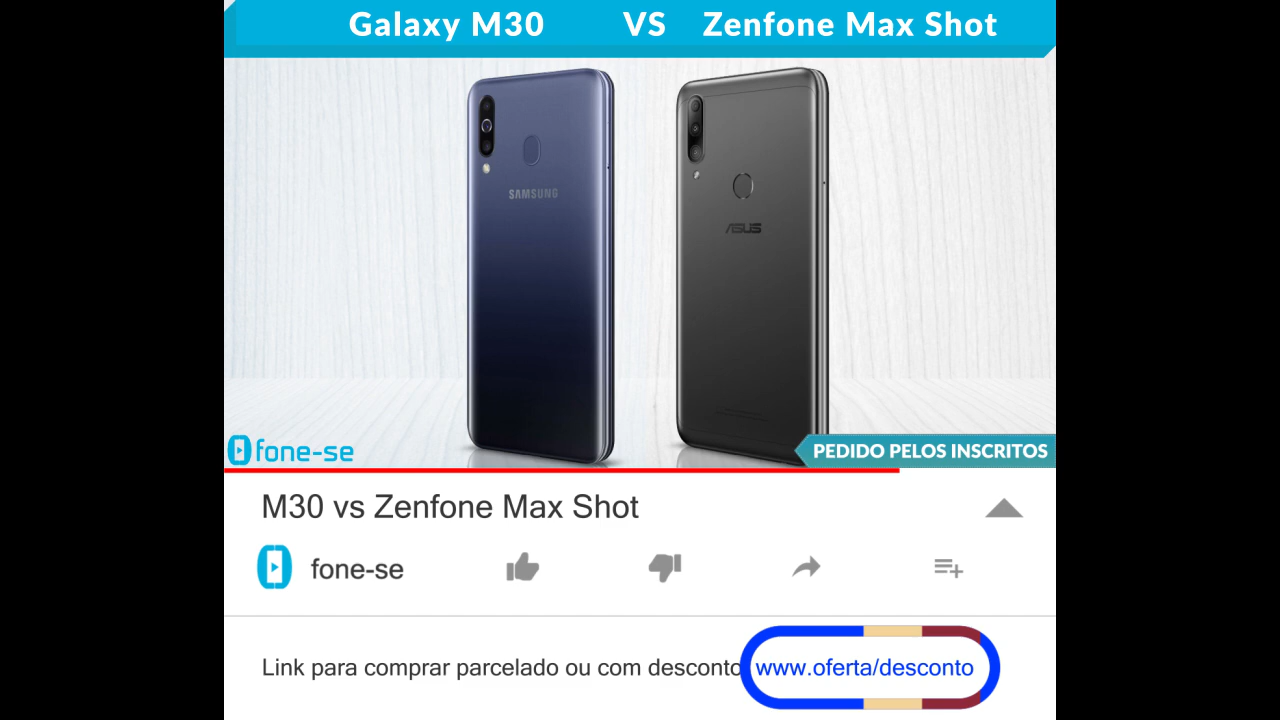 Galaxy M30 VS Zenfone Max Shot
SAMSUNG
ASUS
fone-se
PEDIDO PELOS INSCRITOS
M30 vs Zenfone Max Shot
fone-se
Link para comprar parcelado ou com desconto www.oferta/desconto